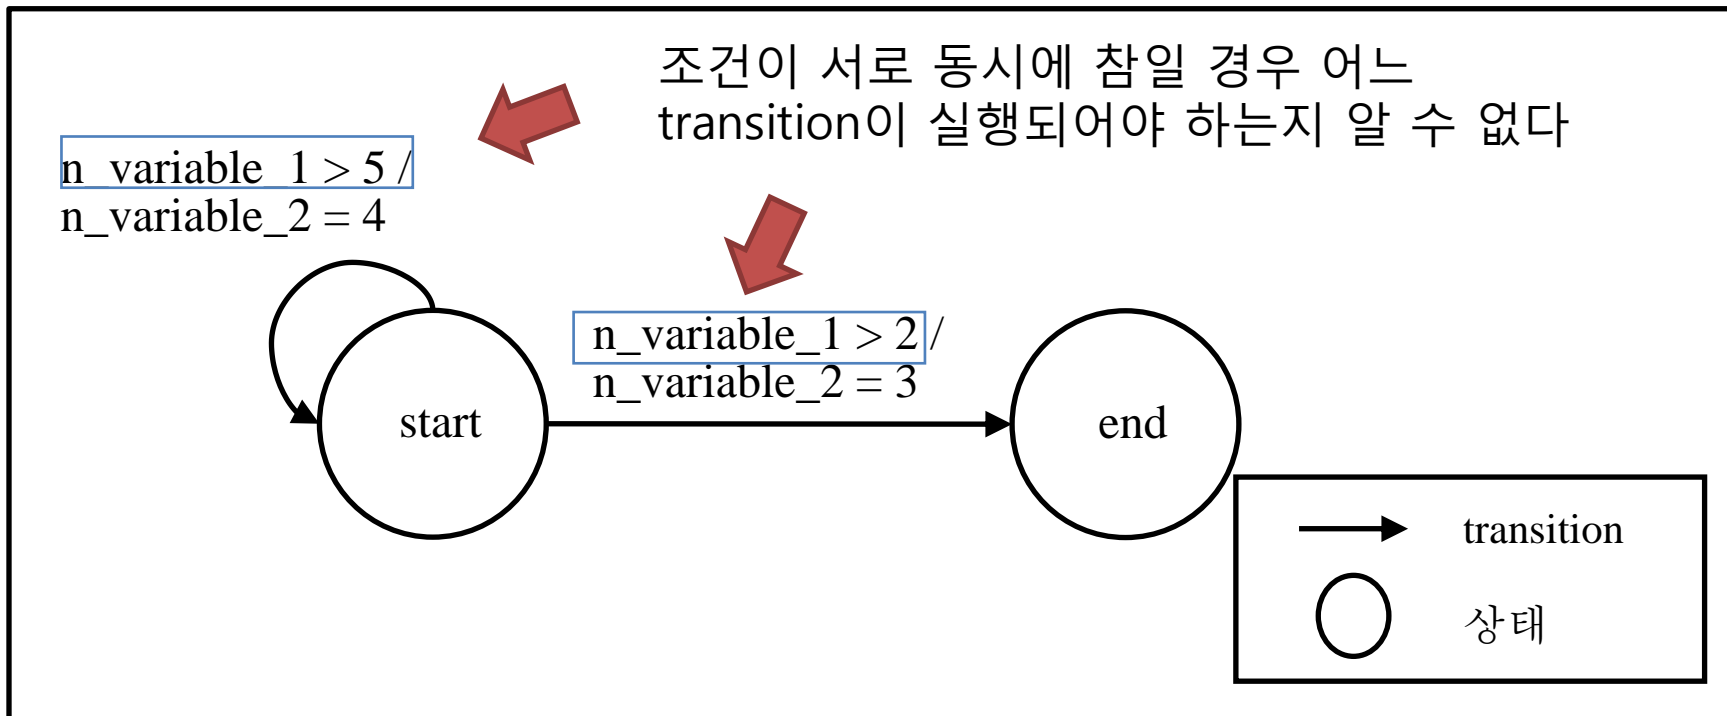 조건이 서로 동시에 참일 경우 어느
transition이 실행되어야 하는지 알 수 없다
n_variable_1 > 5 /
n_variable_2 = 4
n_variable_1 > 2 /
n_variable_2 = 3
start
end
transition
상태